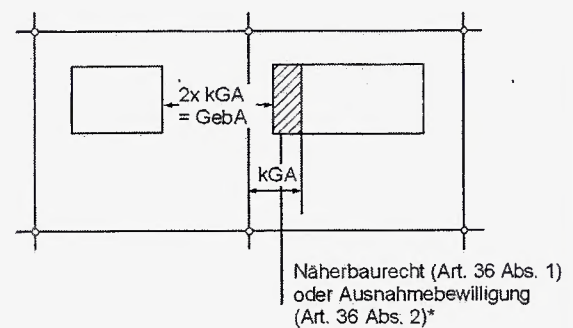 2x kGA
= GebA
kGA
Näherbaurecht (Art. 36 Abs. 1)
oder Ausnahmebewilligung
(Art. 36 Abs. 2)*